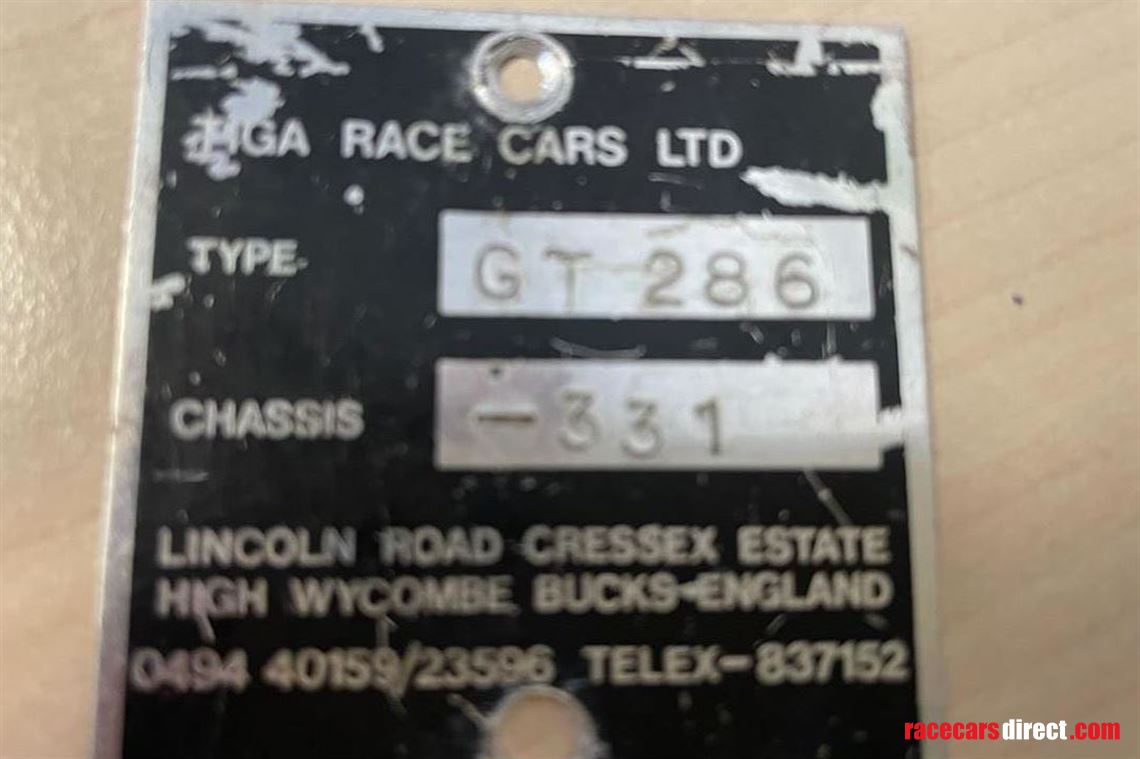 TIGA RACE CARS LTD
TYPE GT 286
CHASSIS -331
LINCOLN ROAD CRESSEX ESTATE
HIGH WYCOMBE BUCKS-ENGLAND
0494 40159/23596 TELEX-837152
racecarsdirect.com